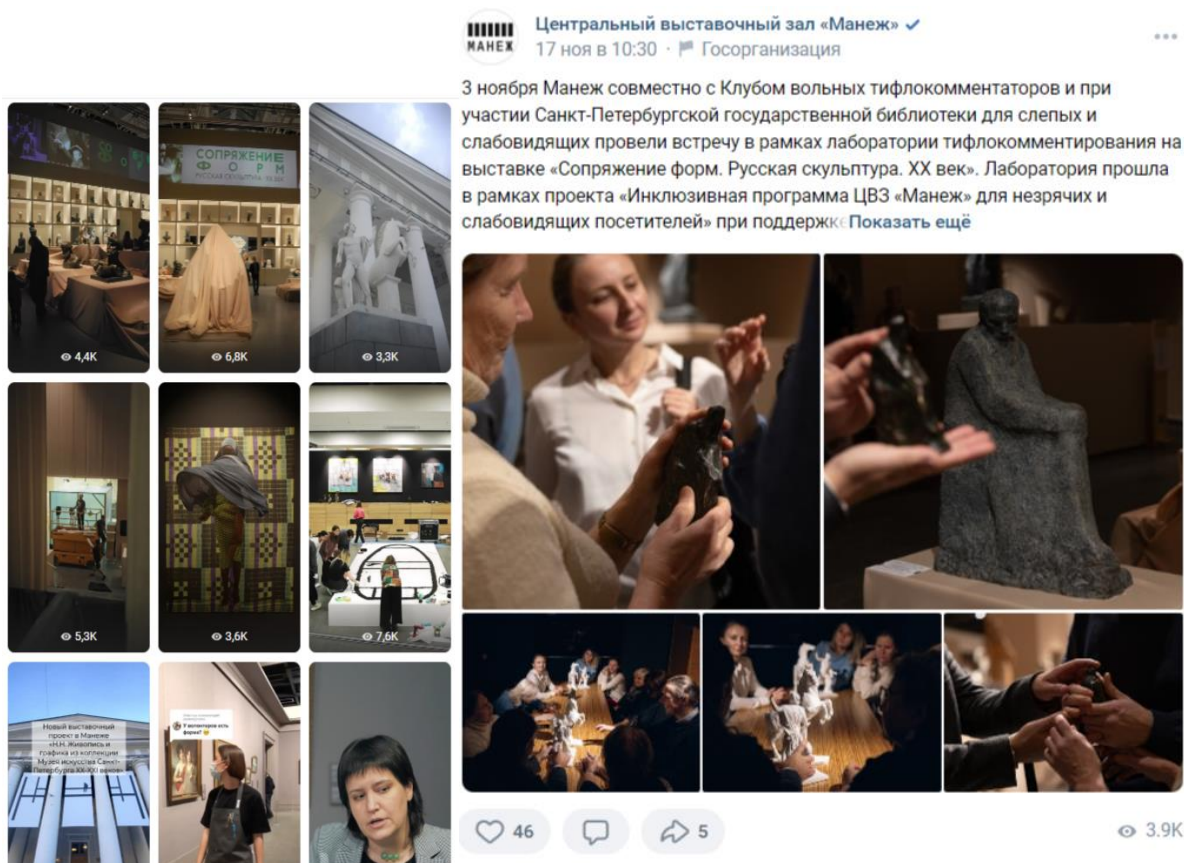 СОПРЯЖЕНИЕ
ФОРМ
РУССКАЯ СКУЛЬПТУРА. XX ВЕК
4,4K
6,8K
3,3K
5,3K
3,6K
7,6K
Новый выставочный
проект в Манеже
«Н.Н. Живопись и
графика из коллекции
Музея искусства Санкт-
Петербурга XX-XXI веков»
У волонтеров есть
форма?
МАНЕЖ
Центральный выставочный зал «Манеж»
17 ноя в 10:30 · Госорганизация
3 ноября Манеж совместно с Клубом вольных тифлокомментаторов и при
участии Санкт-Петербургской государственной библиотеки для слепых и
слабовидящих провели встречу в рамках лаборатории тифлокомментирования на
выставке «Сопряжение форм. Русская скульптура. XX век». Лаборатория прошла
в рамках проекта «Инклюзивная программа ЦВЗ «Манеж» для незрячих и
слабовидящих посетителей» при поддержке Показать ещё
46
5
3.9K